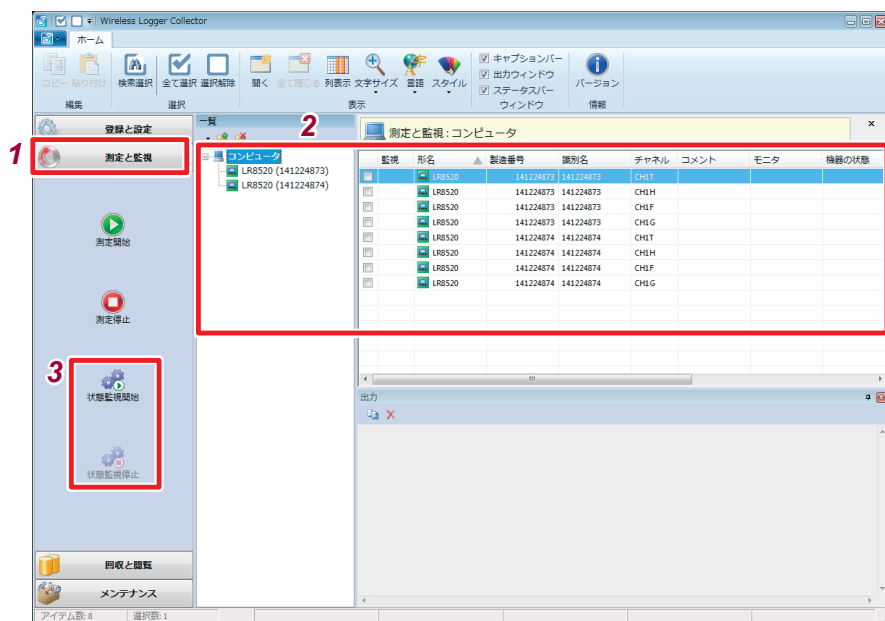 Wireless Logger Collector
ホーム
コピー 貼り付け 検索選択 全て選択 選択解除 開く 全て閉じる 列表示 文字サイズ 言語 スタイル
キャプションバー
出力ウィンドウ
ステータスバー
バージョン
編集 選択 表示 ウィンドウ 情報
登録と設定
一覧
2
測定と監視 : コンピュータ
×
1
測定と監視
コンピュータ
LR8520 (141224873)
LR8520 (141224874)
監視 形名 製造番号 識別名 チャネル コメント モニタ 機器の状態
LR8520 141224873 141224873 CH1T
LR8520 141224873 141224873 CH1H
LR8520 141224873 141224873 CH1F
LR8520 141224873 141224873 CH1G
LR8520 141224874 141224874 CH1T
LR8520 141224874 141224874 CH1H
LR8520 141224874 141224874 CH1F
LR8520 141224874 141224874 CH1G
測定開始
測定停止
3
状態監視開始
状態監視停止
出力
回収と閲覧
メンテナンス
アイテム数: 8 選択数: 1